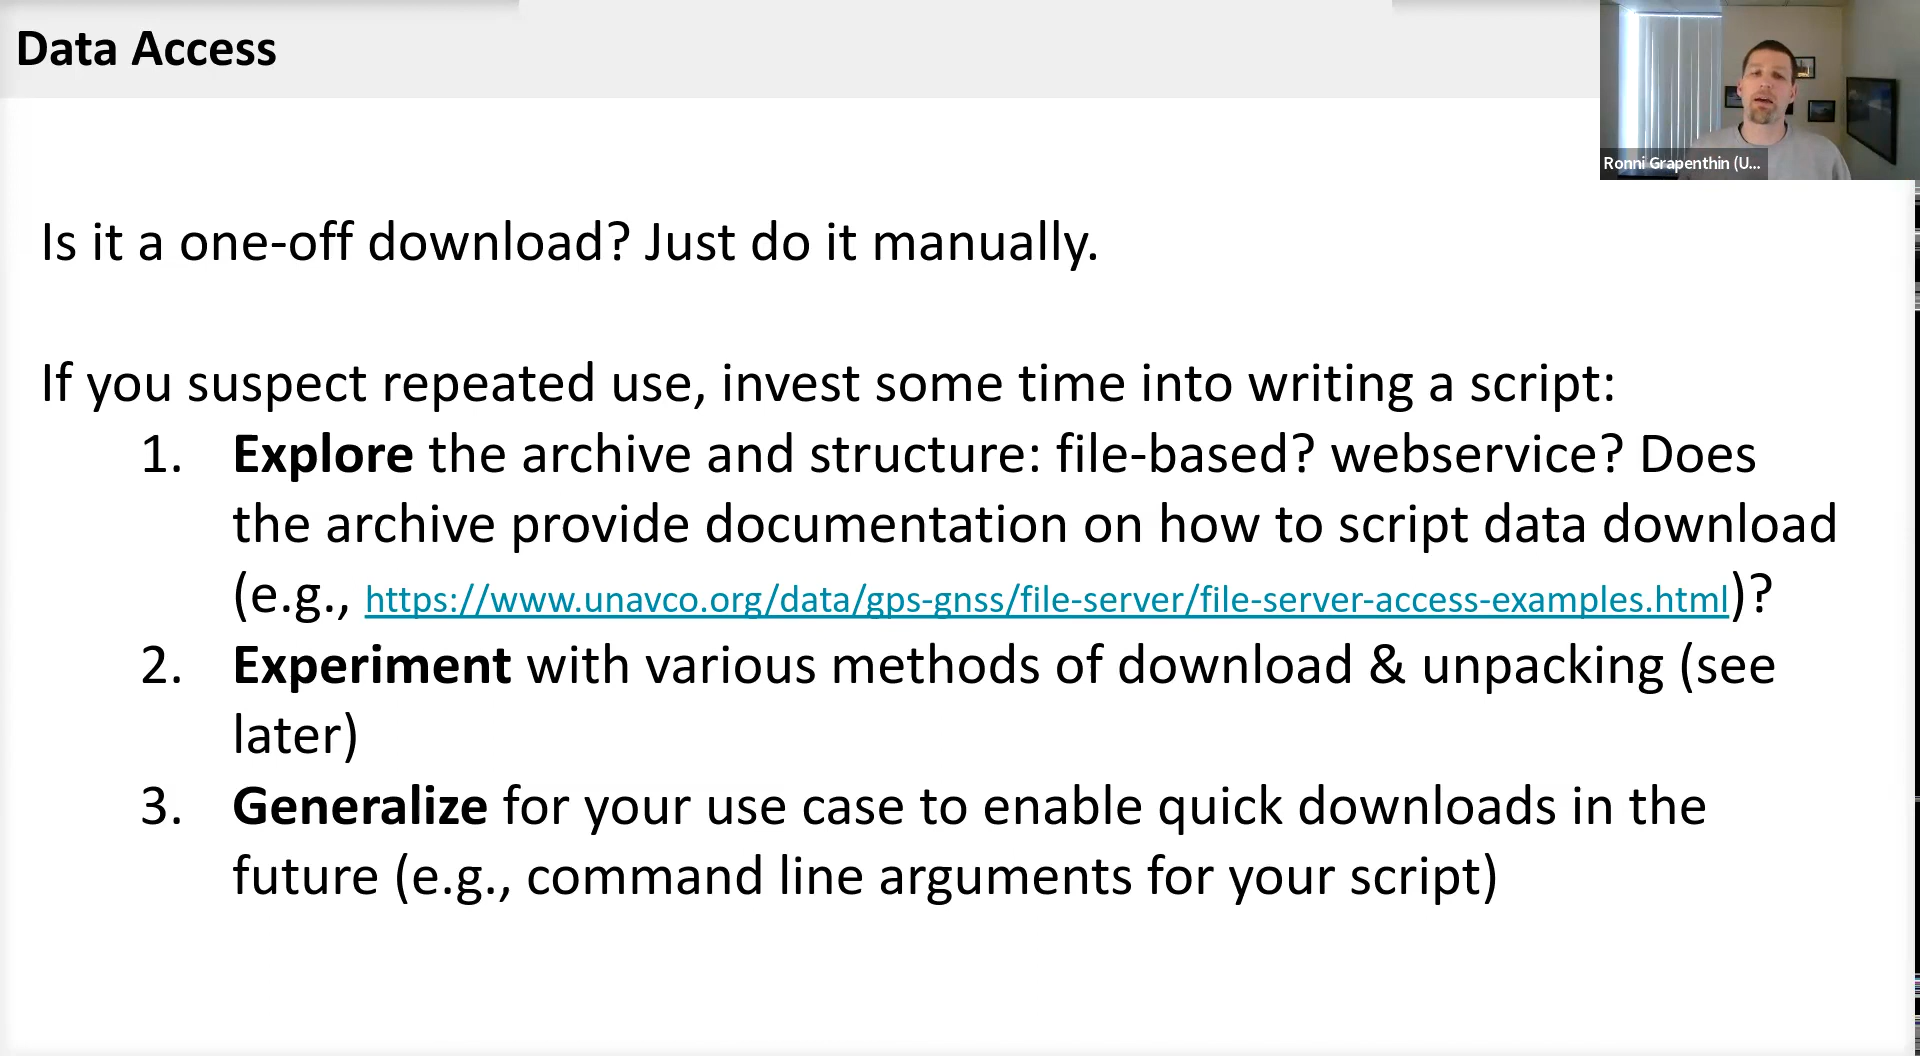 Data Access
Ronni Grapenthin (U...
Is it a one-off download? Just do it manually.
If you suspect repeated use, invest some time into writing a script:
1. Explore the archive and structure: file-based? webservice? Does
the archive provide documentation on how to script data download
(e.g., https://www.unavco.org/data/gps-gnss/file-server/file-server-access-examples.html)?
2. Experiment with various methods of download & unpacking (see
later)
3. Generalize for your use case to enable quick downloads in the
future (e.g., command line arguments for your script)